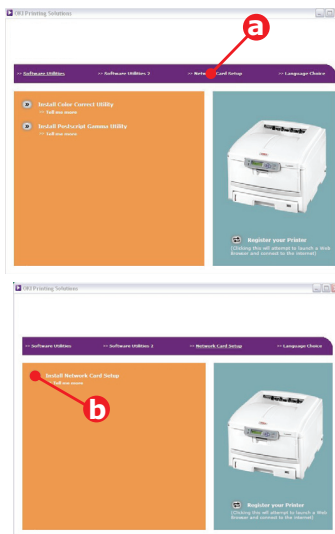 OKI Printing Solutions
a
>> Software Utilities >> Software Utilities 2 >> Network Card Setup >> Language Choice
Install Color Correct Utility
>> Tell me more
Install Postscript Gamma Utility
>> Tell me more
Register your Printer
(Clicking this will attempt to launch a Web
Browser and connect to the internet)
OKI Printing Solutions
>> Software Utilities >> Software Utilities 2 >> Network Card Setup >> Language Choice
Install Network Card Setup
>> Tell me more
b
Register your Printer
(Clicking this will attempt to launch a Web
Browser and connect to the internet)